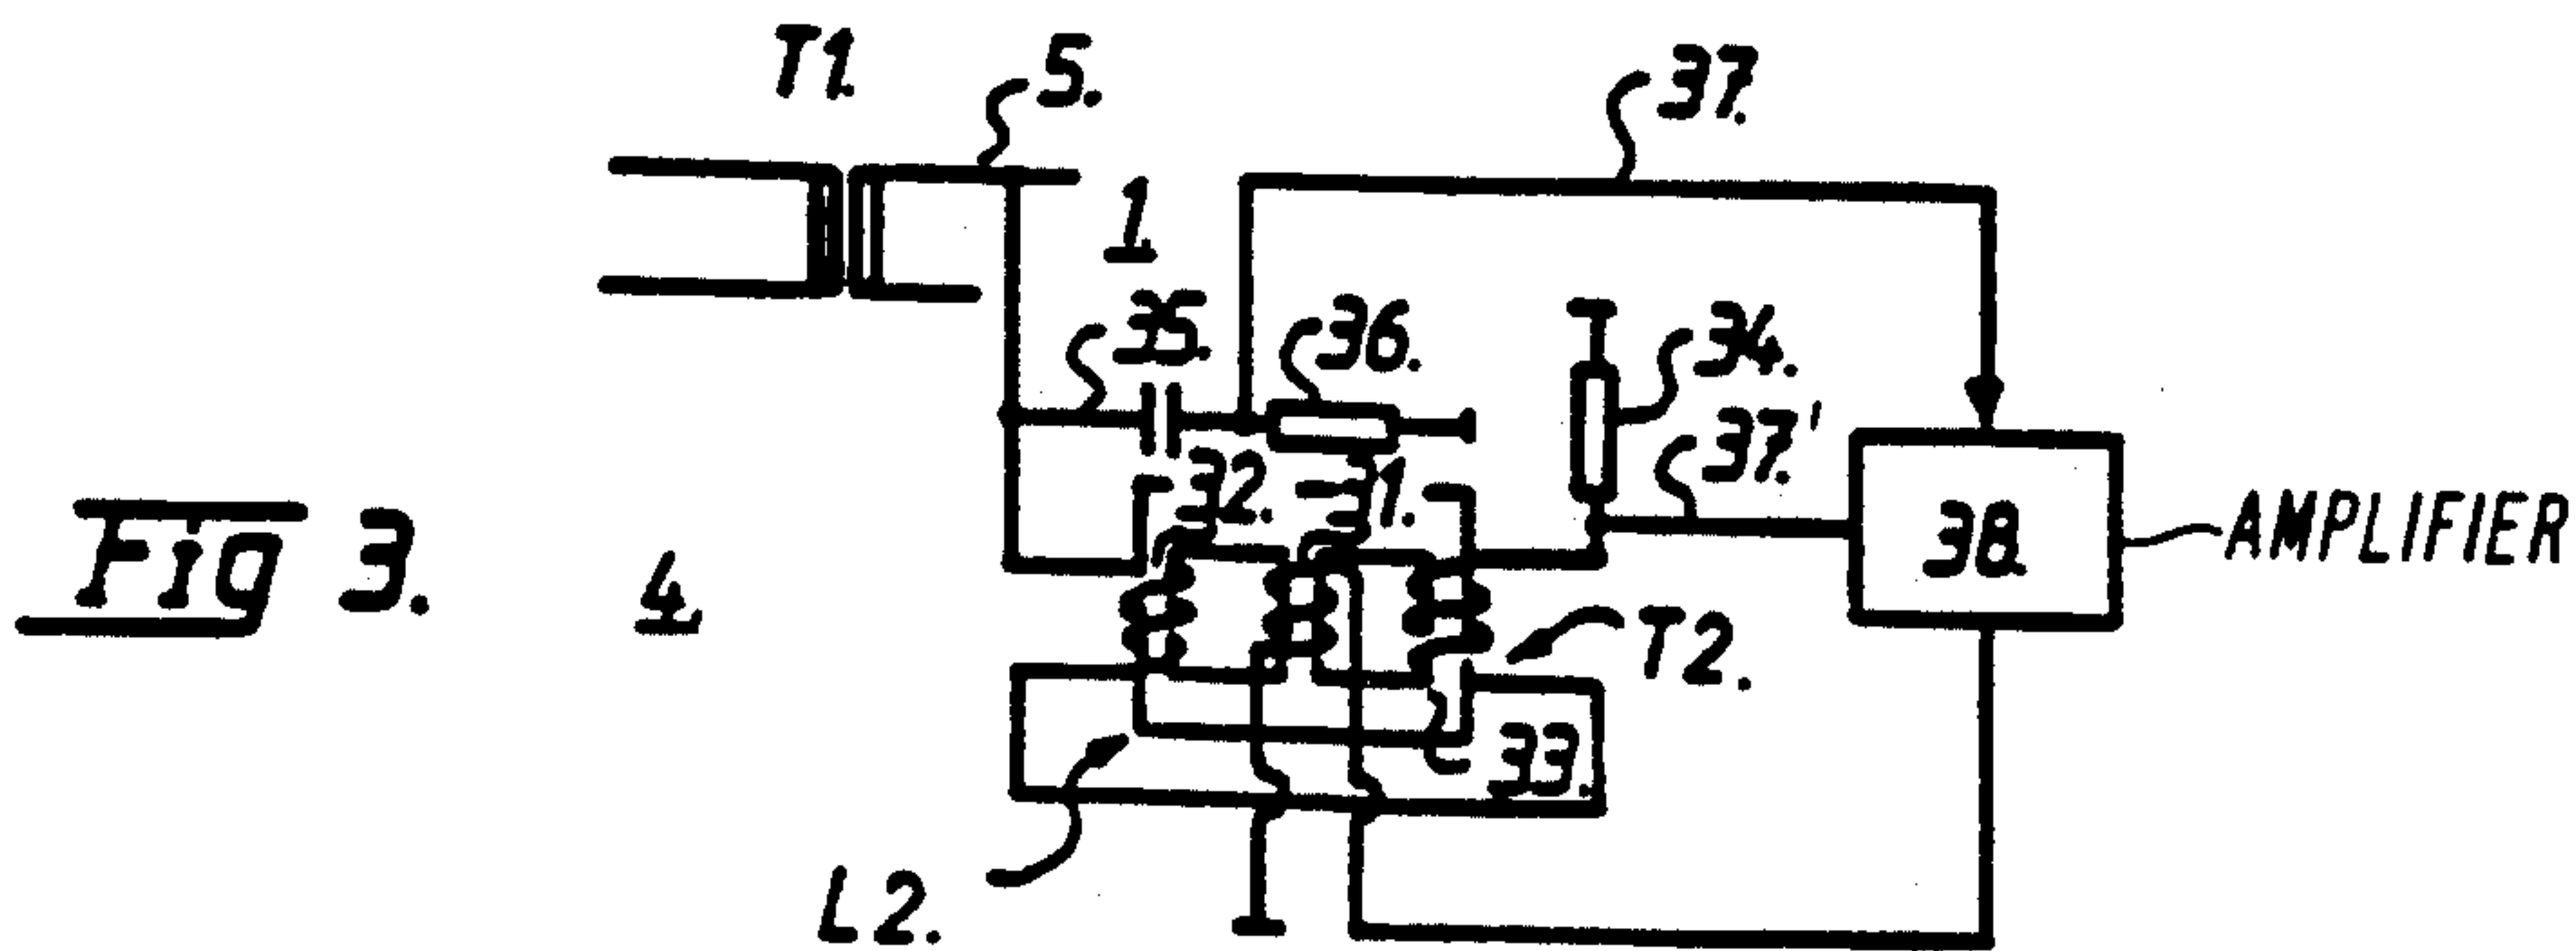 T1.
5.
37.
1.
35.
36.
34.
37.'
32.
31.
38.
AMPLIFIER
Fig 3.
4.
T2.
33.
L2.